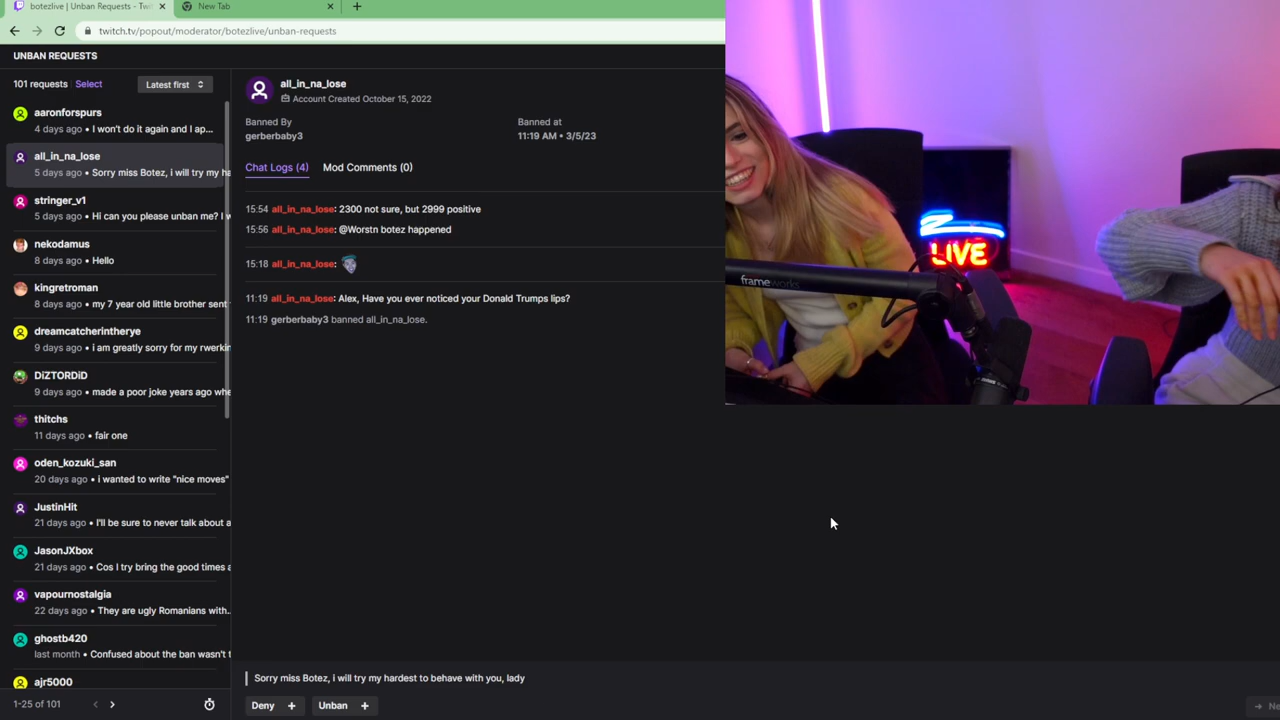 botezlive | Unban Requests - Twi
New Tab
twitch.tv/popout/moderator/botezlive/unban-requests
UNBAN REQUESTS
101 requests Select Latest first
aaronforspurs
4 days ago • I won't do it again and I ap...
all_in_na_lose
5 days ago • Sorry miss Botez, i will try my ha
stringer_v1
5 days ago • Hi can you please unban me? I w
nekodamus
8 days ago • Hello
kingretroman
8 days ago • my 7 year old little brother sent
dreamcatcherintherye
9 days ago • i am greatly sorry for my rwerkin
DiZTORDiD
9 days ago • made a poor joke years ago whe
thitchs
11 days ago • fair one
oden_kozuki_san
20 days ago • i wanted to write "nice moves"
JustinHit
21 days ago • I'll be sure to never talk about a
JasonJXbox
21 days ago • Cos I try bring the good times a
vapournostalgia
22 days ago • They are ugly Romanians with...
ghostb420
last month • Confused about the ban wasn't t
ajr5000
1-25 of 101
all_in_na_lose
Account Created October 15, 2022
Banned By
gerberbaby3
Banned at
11:19 AM • 3/5/23
Chat Logs (4) Mod Comments (0)
15:54 all_in_na_lose: 2300 not sure, but 2999 positive
15:56 all_in_na_lose: @Worstn botez happened
15:18 all_in_na_lose:
11:19 all_in_na_lose: Alex, Have you ever noticed your Donald Trumps lips?
11:19 gerberbaby3 banned all_in_na_lose.
Sorry miss Botez, i will try my hardest to behave with you, lady
Deny + Unban +
Ne
LIVE
frameworks